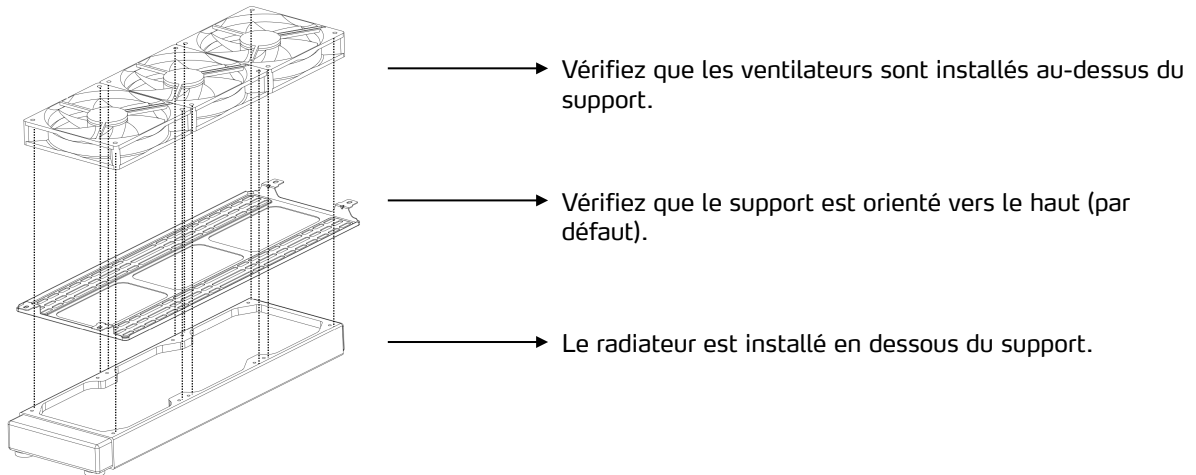 Vérifiez que les ventilateurs sont installés au-dessus du
support.
Vérifiez que le support est orienté vers le haut (par
défaut).
Le radiateur est installé en dessous du support.